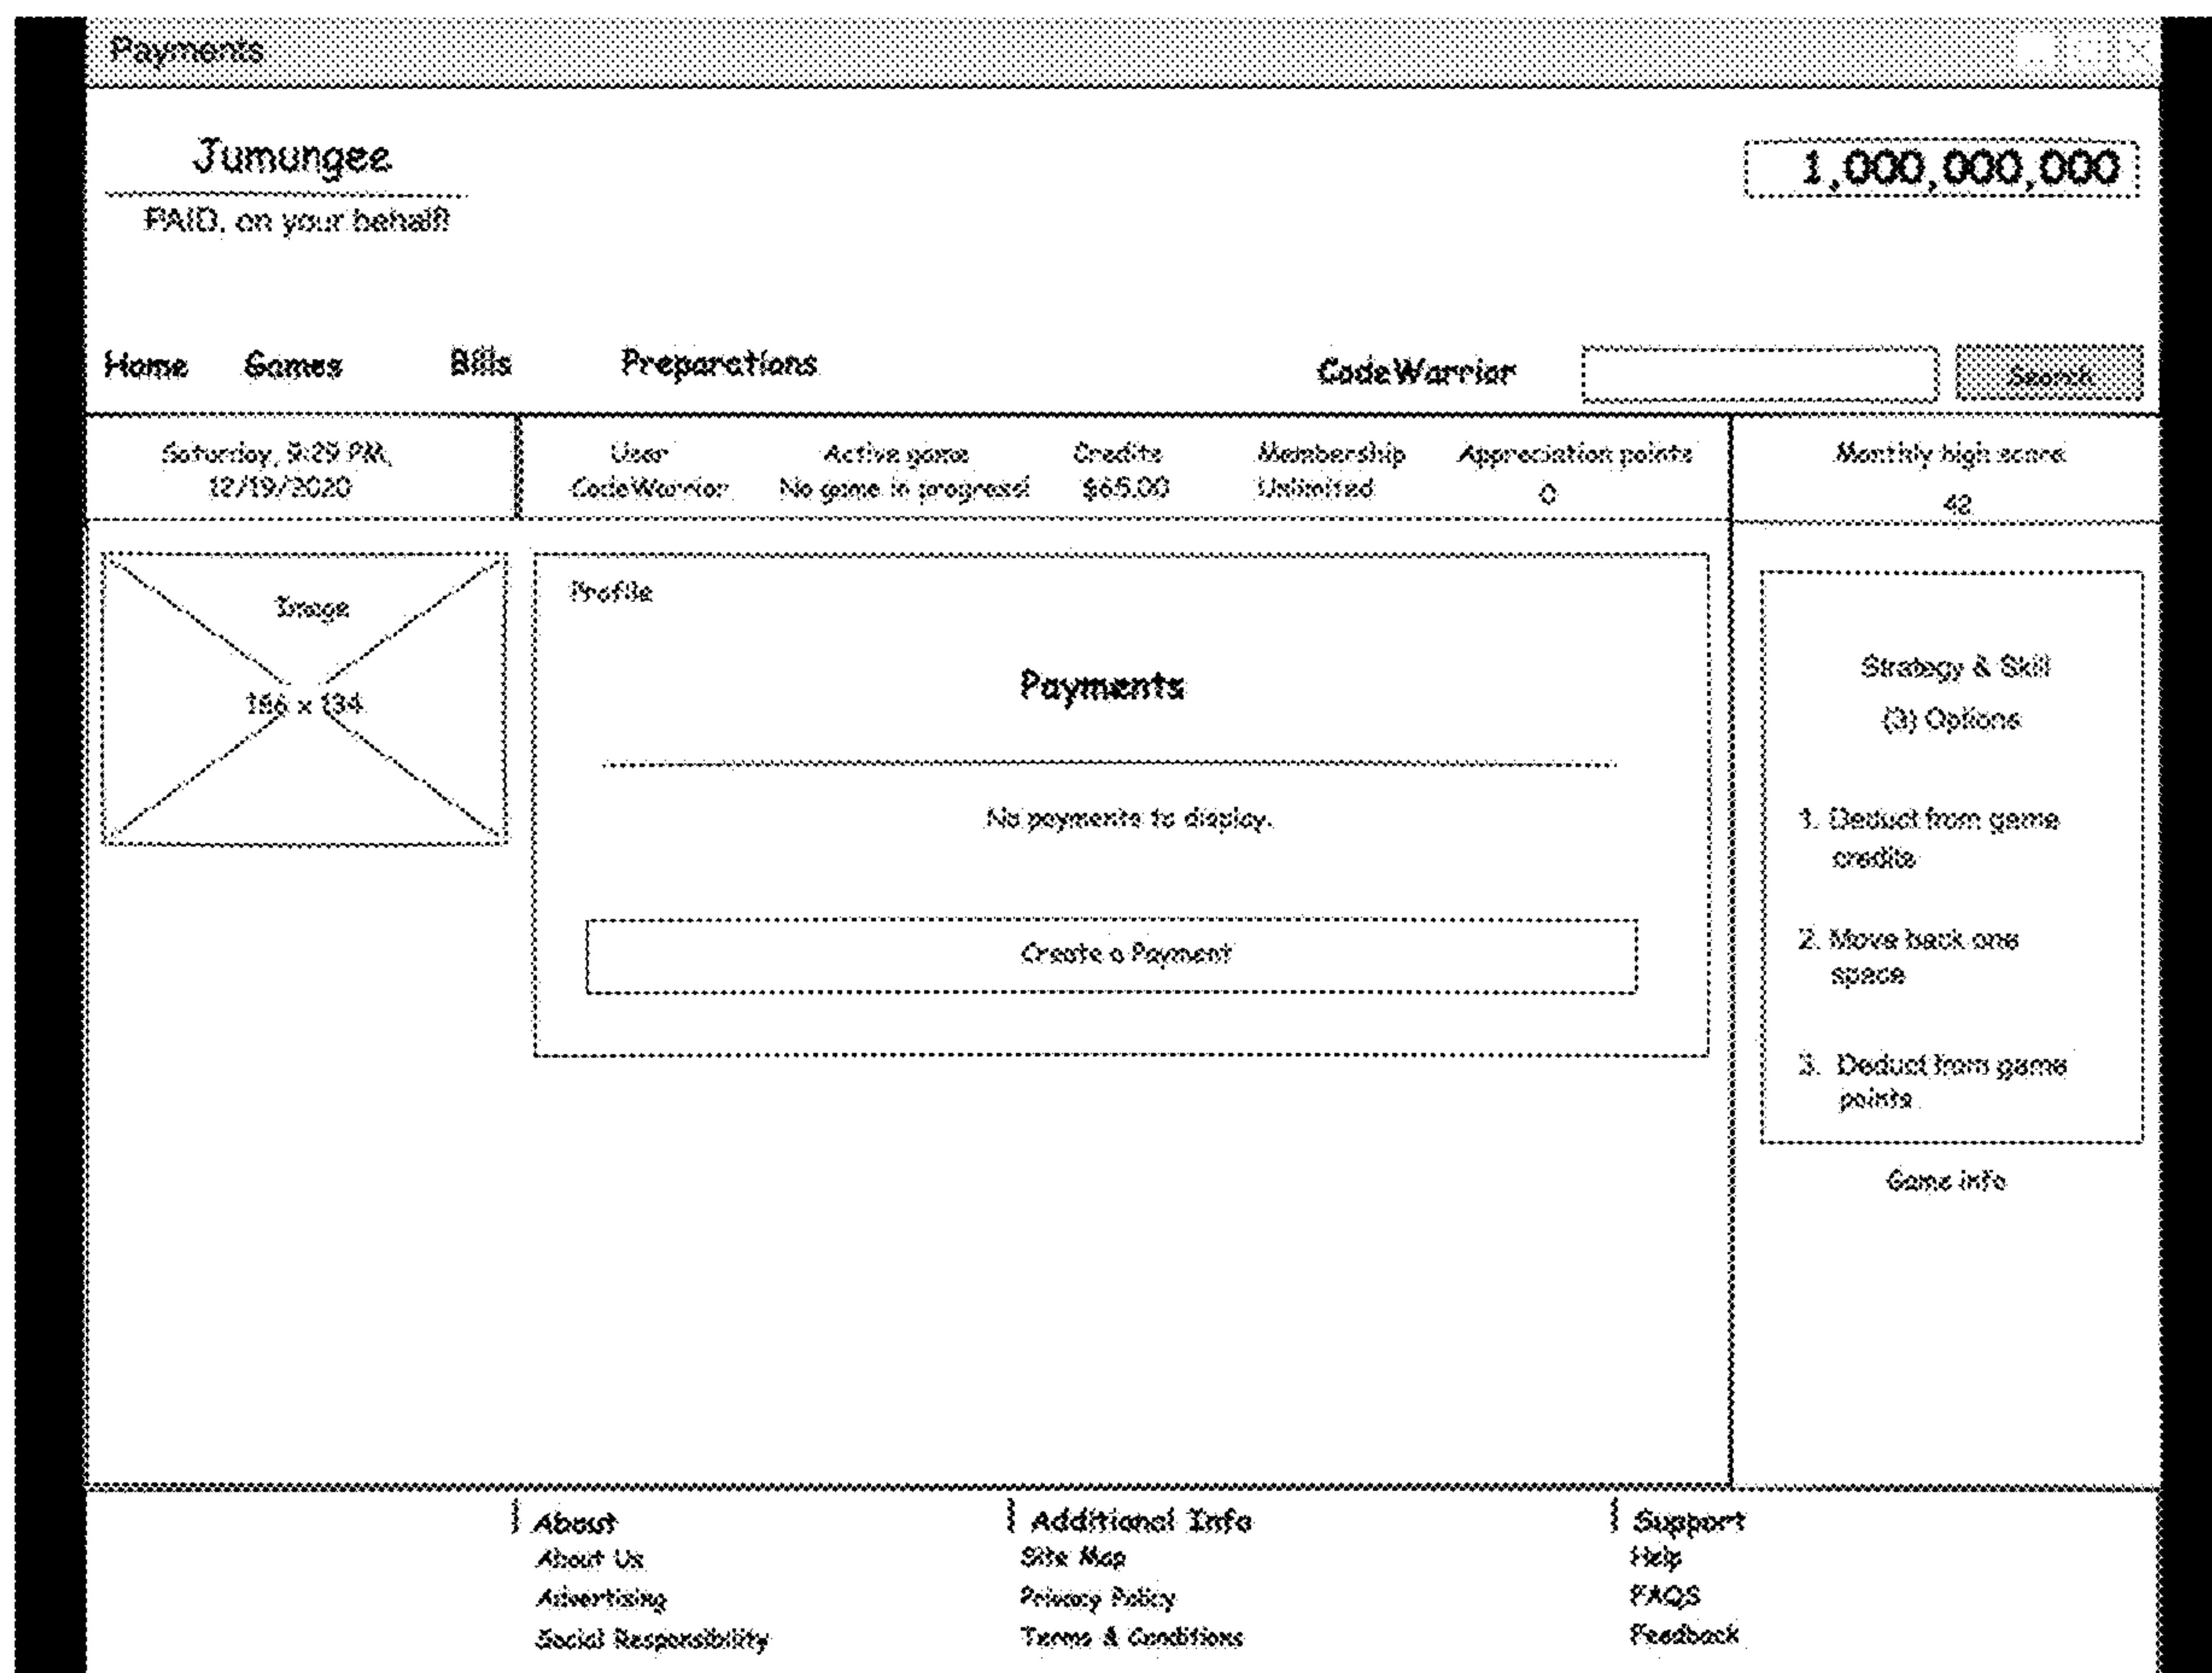 Payments
Jumungee
1,000,000,000
PAID, on your behalf!
Home Games Bills Preparations CodeWarrior Search
Saturday, 9:29 PM,
12/19/2020
User Active game Credits Membership Appreciation points
CodeWarrior No game in progress! $65.00 Unlimited 0
Monthly high score
42
Image
186 x 134
Profile
Payments
No payments to display.
Create a Payment
Strategy & Skill
(3) Options
1. Deduct from game
credits
2. Move back one
space
3. Deduct from game
points
Game info
About
About Us
Advertising
Social Responsibility
Additional Info
Site Map
Privacy Policy
Terms & Conditions
Support
Help
FAQS
Feedback